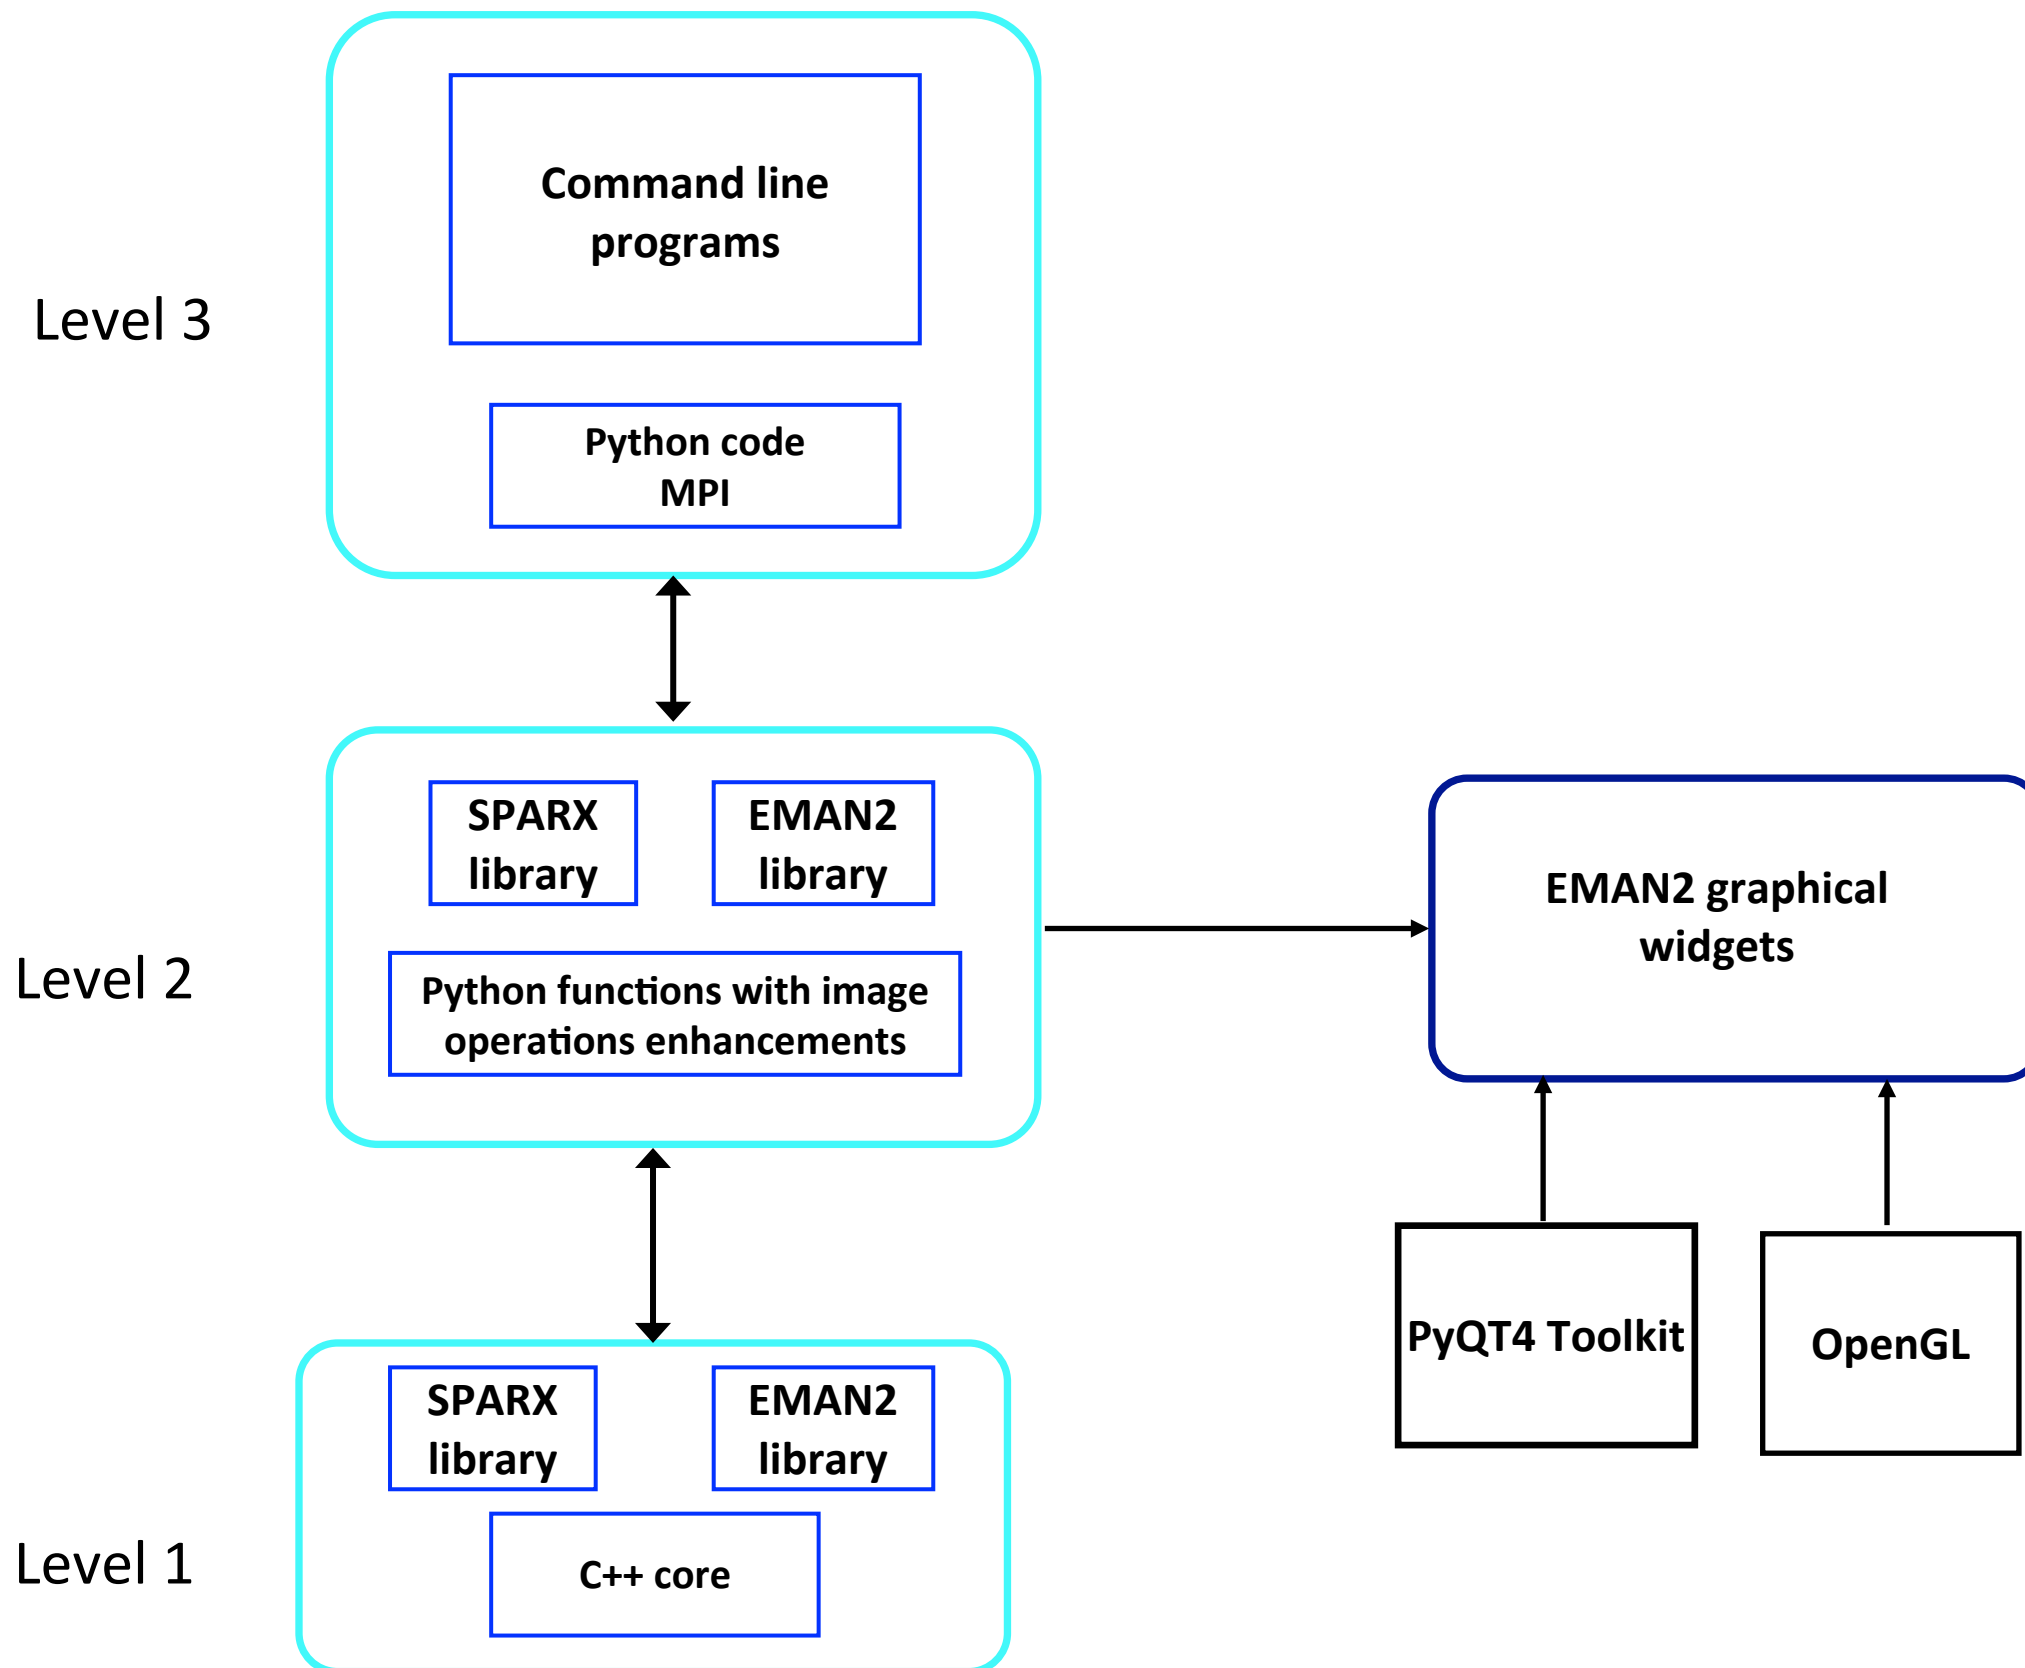 Command line
programs
Level 3
Python code
MPI
SPARX
library
EMAN2
library
Level 2
Python functions with image
operations enhancements
EMAN2 graphical
widgets
PyQT4 Toolkit
OpenGL
SPARX
library
EMAN2
library
Level 1
C++ core